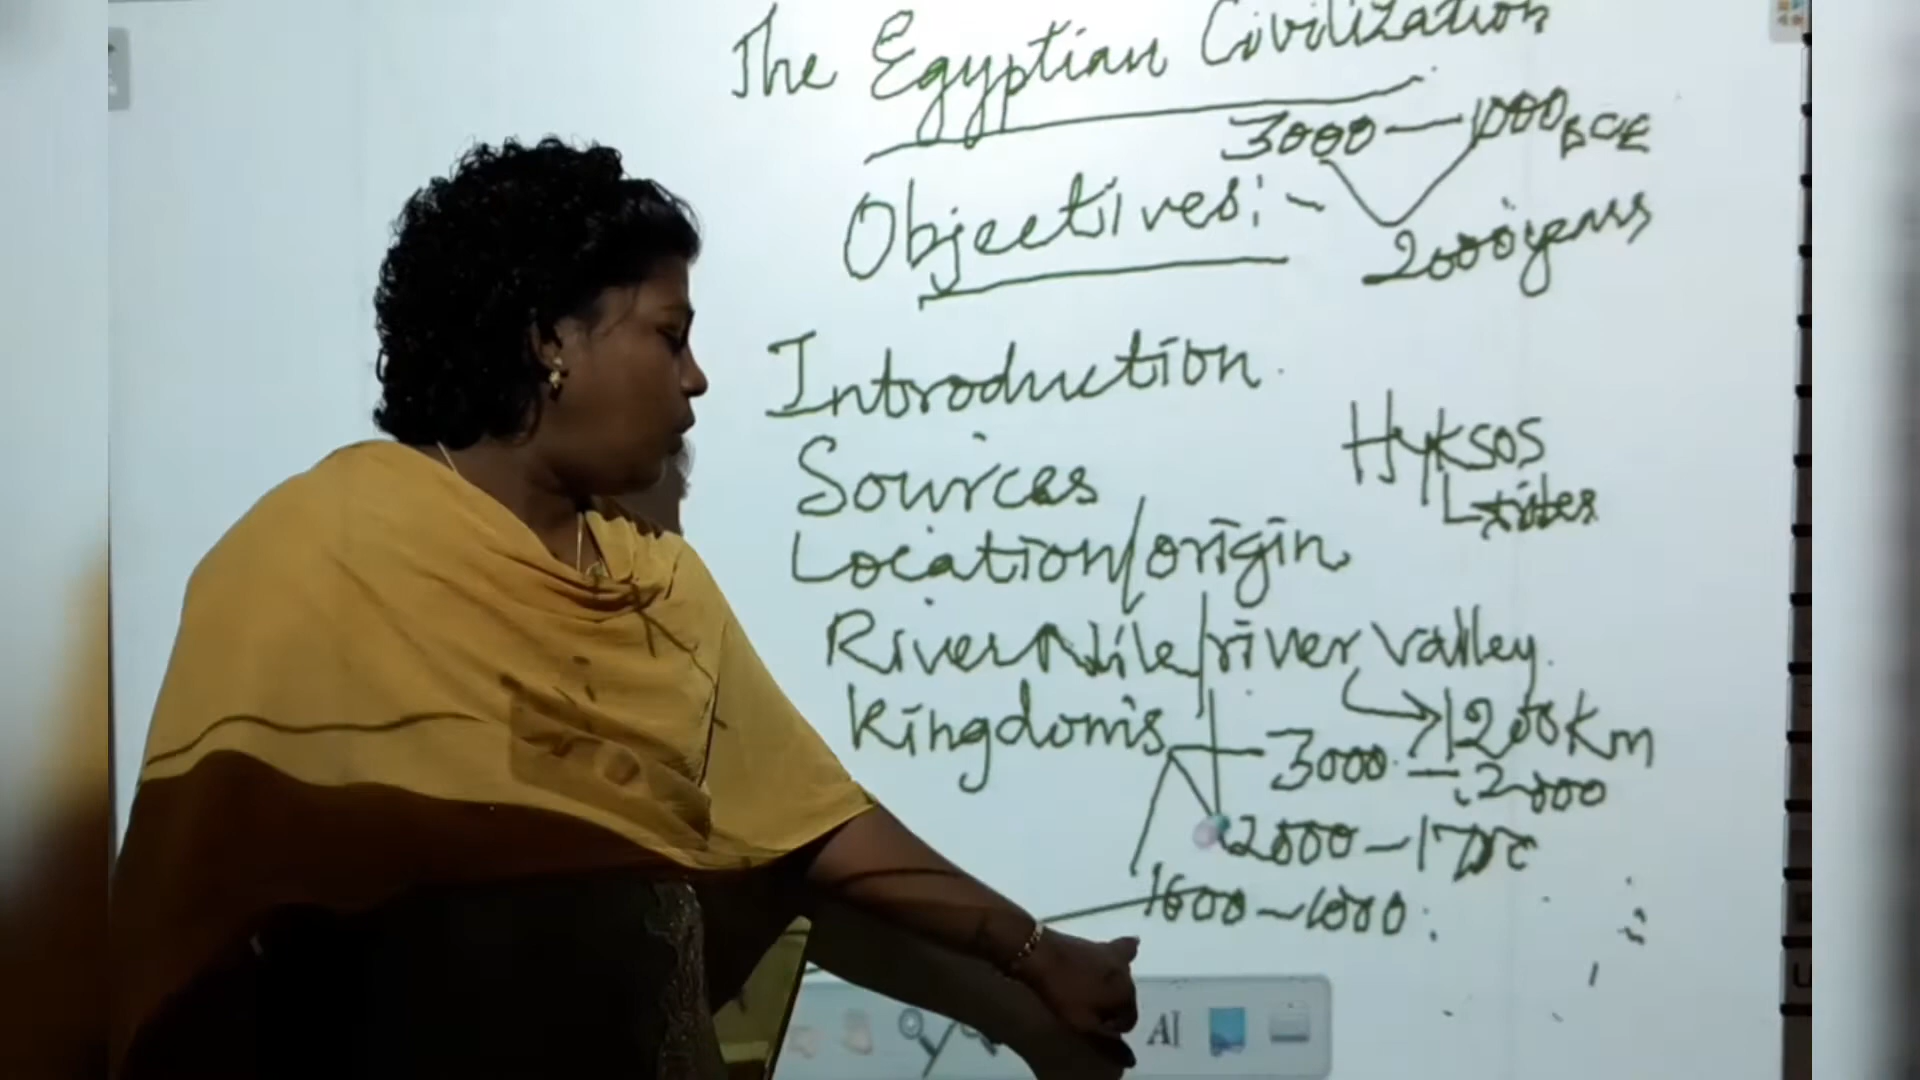 The Egyptian Civilization
3000 — 1000 BCE
Objectives: -
2000 years
Introduction.
Hyksos
Sources
tribes
Location/origin
River Nile/river valley.
→ 1200 Km
Kingdoms
3000 — 2000
2000 — 1700
1600 — 1000
A
U